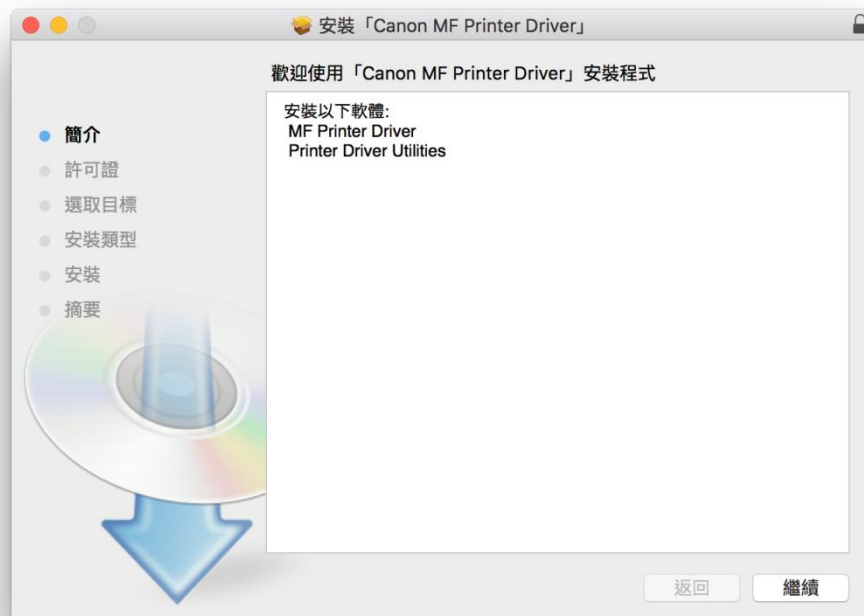 安裝「Canon MF Printer Driver」
歡迎使用「Canon MF Printer Driver」安裝程式
簡介
許可證
選取目標
安裝類型
安裝
摘要
安裝以下軟體:
MF Printer Driver
Printer Driver Utilities
返回
繼續